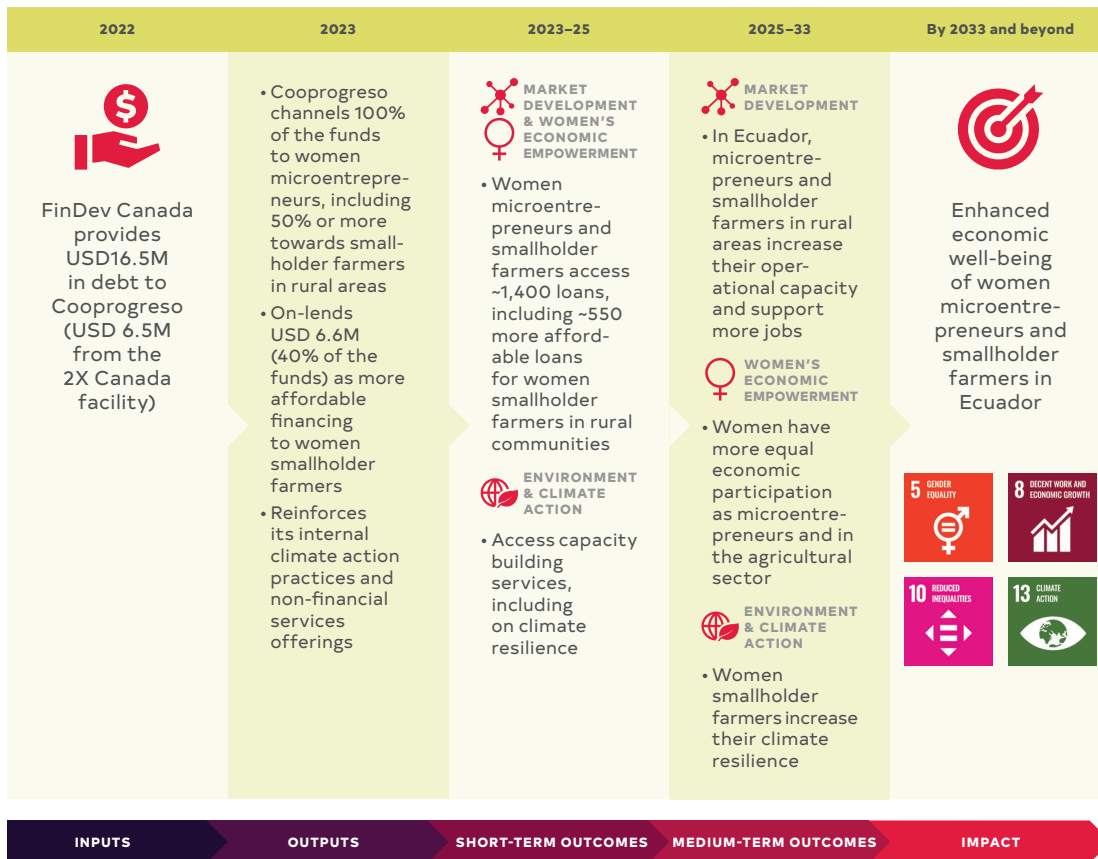 2022
2023
2023–25
2025–33
By 2033 and beyond
$
FinDev Canada
provides
USD16.5M
in debt to
Cooprogreso
(USD 6.5M
from the
2X Canada
facility)
• Cooprogreso
channels 100%
of the funds
to women
microentrepre-
neurs, including
50% or more
towards small-
holder farmers
in rural areas
• On-lends
USD 6.6M
(40% of the
funds) as more
affordable
financing
to women
smallholder
farmers
• Reinforces
its internal
climate action
practices and
non-financial
services
offerings
MARKET
DEVELOPMENT
& WOMEN’S
ECONOMIC
EMPOWERMENT
• Women
microentre-
preneurs and
smallholder
farmers access
~1,400 loans,
including ~550
more afford-
able loans
for women
smallholder
farmers in rural
communities
ENVIRONMENT
& CLIMATE
ACTION
• Access capacity
building
services,
including
on climate
resilience
MARKET
DEVELOPMENT
• In Ecuador,
microentre-
preneurs and
smallholder
farmers in rural
areas increase
their oper-
ational capacity
and support
more jobs
WOMEN’S
ECONOMIC
EMPOWERMENT
• Women have
more equal
economic
participation
as microentre-
preneurs and in
the agricultural
sector
ENVIRONMENT
& CLIMATE
ACTION
• Women
smallholder
farmers increase
their climate
resilience
Enhanced
economic
well-being
of women
microentre-
preneurs and
smallholder
farmers in
Ecuador
5 GENDER
EQUALITY
8 DECENT WORK AND
ECONOMIC GROWTH
10 REDUCED
INEQUALITIES
13 CLIMATE
ACTION
INPUTS
OUTPUTS
SHORT-TERM OUTCOMES
MEDIUM-TERM OUTCOMES
IMPACT